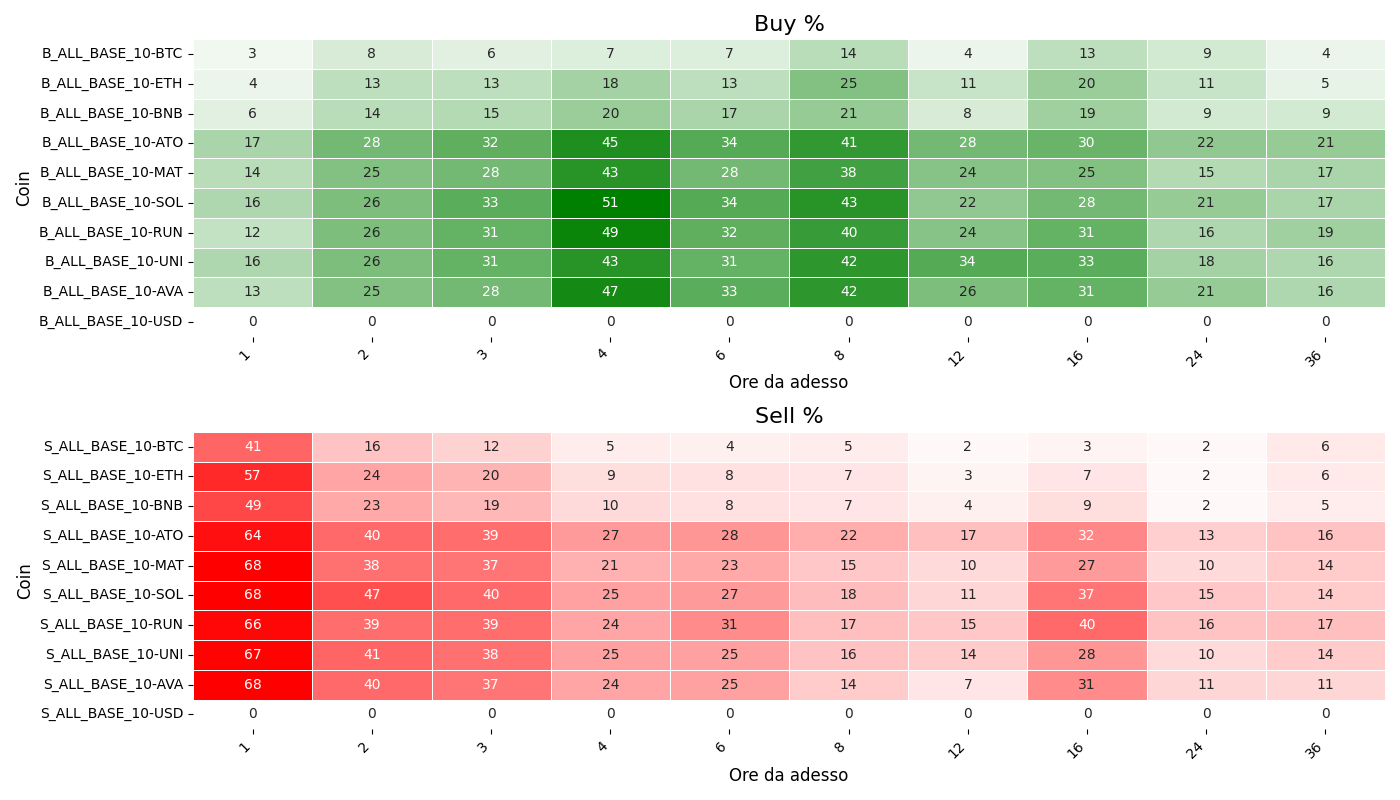 Buy %
Coin
B_ALL_BASE_10-BTC 3 8 6 7 7 14 4 13 9 4
B_ALL_BASE_10-ETH 4 13 13 18 13 25 11 20 11 5
B_ALL_BASE_10-BNB 6 14 15 20 17 21 8 19 9 9
B_ALL_BASE_10-ATO 17 28 32 45 34 41 28 30 22 21
B_ALL_BASE_10-MAT 14 25 28 43 28 38 24 25 15 17
B_ALL_BASE_10-SOL 16 26 33 51 34 43 22 28 21 17
B_ALL_BASE_10-RUN 12 26 31 49 32 40 24 31 16 19
B_ALL_BASE_10-UNI 16 26 31 43 31 42 34 33 18 16
B_ALL_BASE_10-AVA 13 25 28 47 33 42 26 31 21 16
B_ALL_BASE_10-USD 0 0 0 0 0 0 0 0 0 0
1 2 3 4 6 8 12 16 24 36
Ore da adesso
Sell %
Coin
S_ALL_BASE_10-BTC 41 16 12 5 4 5 2 3 2 6
S_ALL_BASE_10-ETH 57 24 20 9 8 7 3 7 2 6
S_ALL_BASE_10-BNB 49 23 19 10 8 7 4 9 2 5
S_ALL_BASE_10-ATO 64 40 39 27 28 22 17 32 13 16
S_ALL_BASE_10-MAT 68 38 37 21 23 15 10 27 10 14
S_ALL_BASE_10-SOL 68 47 40 25 27 18 11 37 15 14
S_ALL_BASE_10-RUN 66 39 39 24 31 17 15 40 16 17
S_ALL_BASE_10-UNI 67 41 38 25 25 16 14 28 10 14
S_ALL_BASE_10-AVA 68 40 37 24 25 14 7 31 11 11
S_ALL_BASE_10-USD 0 0 0 0 0 0 0 0 0 0
1 2 3 4 6 8 12 16 24 36
Ore da adesso